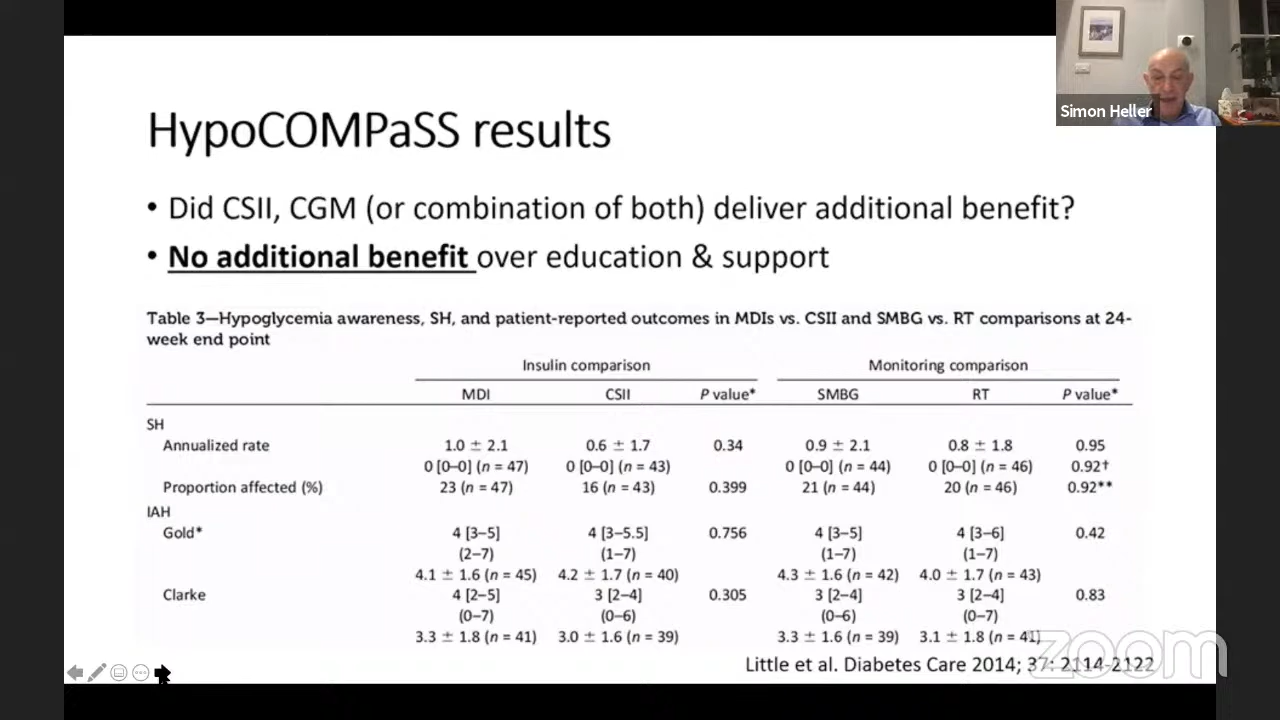 Simon Heller
HypoCOMPaSS results
• Did CSII, CGM (or combination of both) deliver additional benefit?
• No additional benefit over education & support
Table 3—Hypoglycemia awareness, SH, and patient-reported outcomes in MDIs vs. CSII and SMBG vs. RT comparisons at 24-
week end point
Insulin comparison Monitoring comparison
MDI CSII P value* SMBG RT P value*
SH
Annualized rate 1.0 ± 2.1 0.6 ± 1.7 0.34 0.9 ± 2.1 0.8 ± 1.8 0.95
0 [0–0] (n = 47) 0 [0–0] (n = 43) 0 [0–0] (n = 44) 0 [0–0] (n = 46) 0.92†
Proportion affected (%) 23 (n = 47) 16 (n = 43) 0.399 21 (n = 44) 20 (n = 46) 0.92**
IAH
Gold* 4 [3–5] 4 [3–5.5] 0.756 4 [3–5] 4 [3–6] 0.42
(2–7) (1–7) (1–7) (1–7)
4.1 ± 1.6 (n = 45) 4.2 ± 1.7 (n = 40) 4.3 ± 1.6 (n = 42) 4.0 ± 1.7 (n = 43)
Clarke 4 [2–5] 3 [2–4] 0.305 3 [2–4] 3 [2–4] 0.83
(0–7) (0–6) (0–6) (0–7)
3.3 ± 1.8 (n = 41) 3.0 ± 1.6 (n = 39) 3.3 ± 1.6 (n = 39) 3.1 ± 1.8 (n = 41)
Little et al. Diabetes Care 2014; 37: 2114-2122
zoom